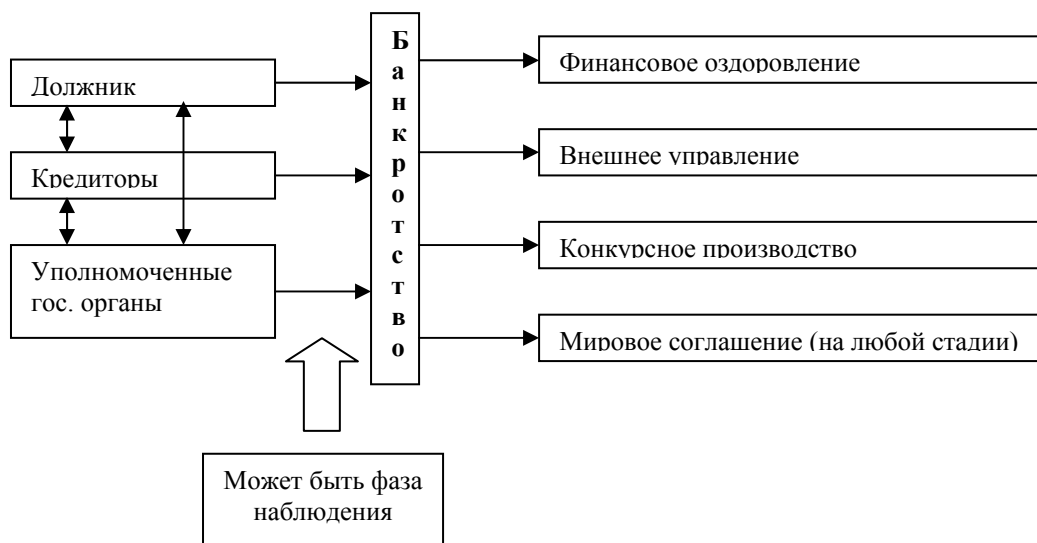 Должник
Кредиторы
Уполномоченные
гос. органы
Банкротство
Финансовое оздоровление
Внешнее управление
Конкурсное производство
Мировое соглашение (на любой стадии)
Может быть фаза
наблюдения